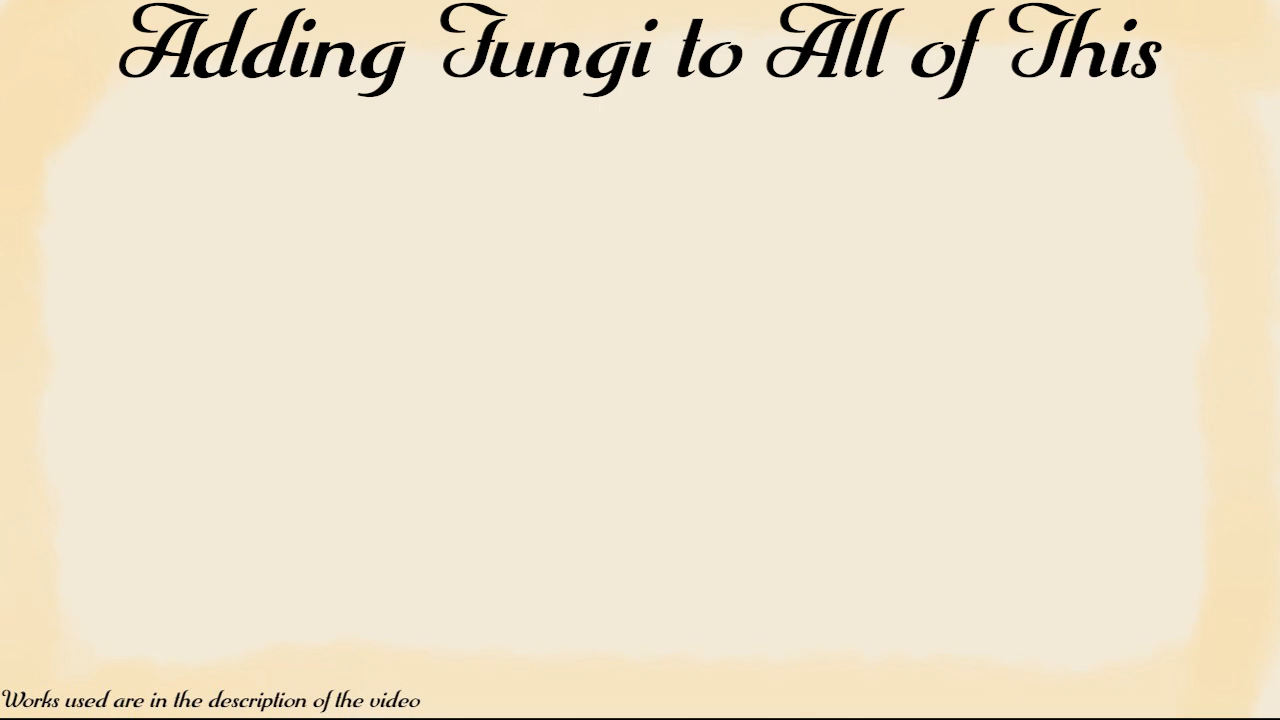 Adding Fungi to All of This
Works used are in the description of the video